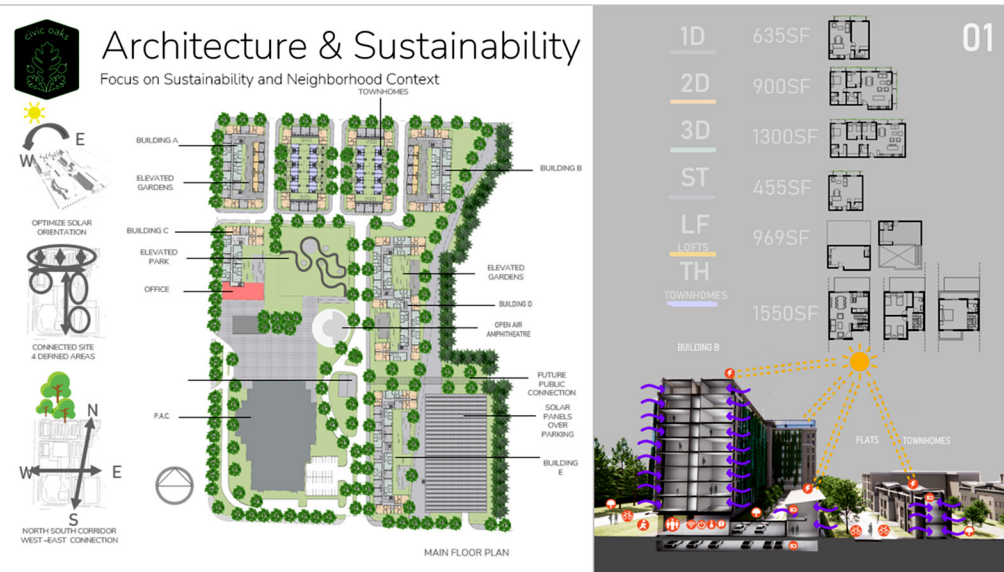 civic oaks
Architecture & Sustainability
Focus on Sustainability and Neighborhood Context
E
W
OPTIMIZE SOLAR
ORIENTATION
CONNECTED SITE
4 DEFINED AREAS
N
W
E
S
NORTH SOUTH CORRIDOR
WEST-EAST CONNECTION
TOWNHOMES
BUILDING A
ELEVATED
GARDENS
BUILDING C
ELEVATED
PARK
OFFICE
P.A.C.
BUILDING B
ELEVATED
GARDENS
BUILDING D
OPEN AIR
AMPHITHEATRE
FUTURE
PUBLIC
CONNECTION
SOLAR
PANELS
OVER
PARKING
BUILDING
E
MAIN FLOOR PLAN
01
1D 635SF
2D 900SF
3D 1300SF
ST 455SF
LF 969SF
LOFTS
TH
TOWNHOMES
1550SF
BUILDING B
FLATS
TOWNHOMES